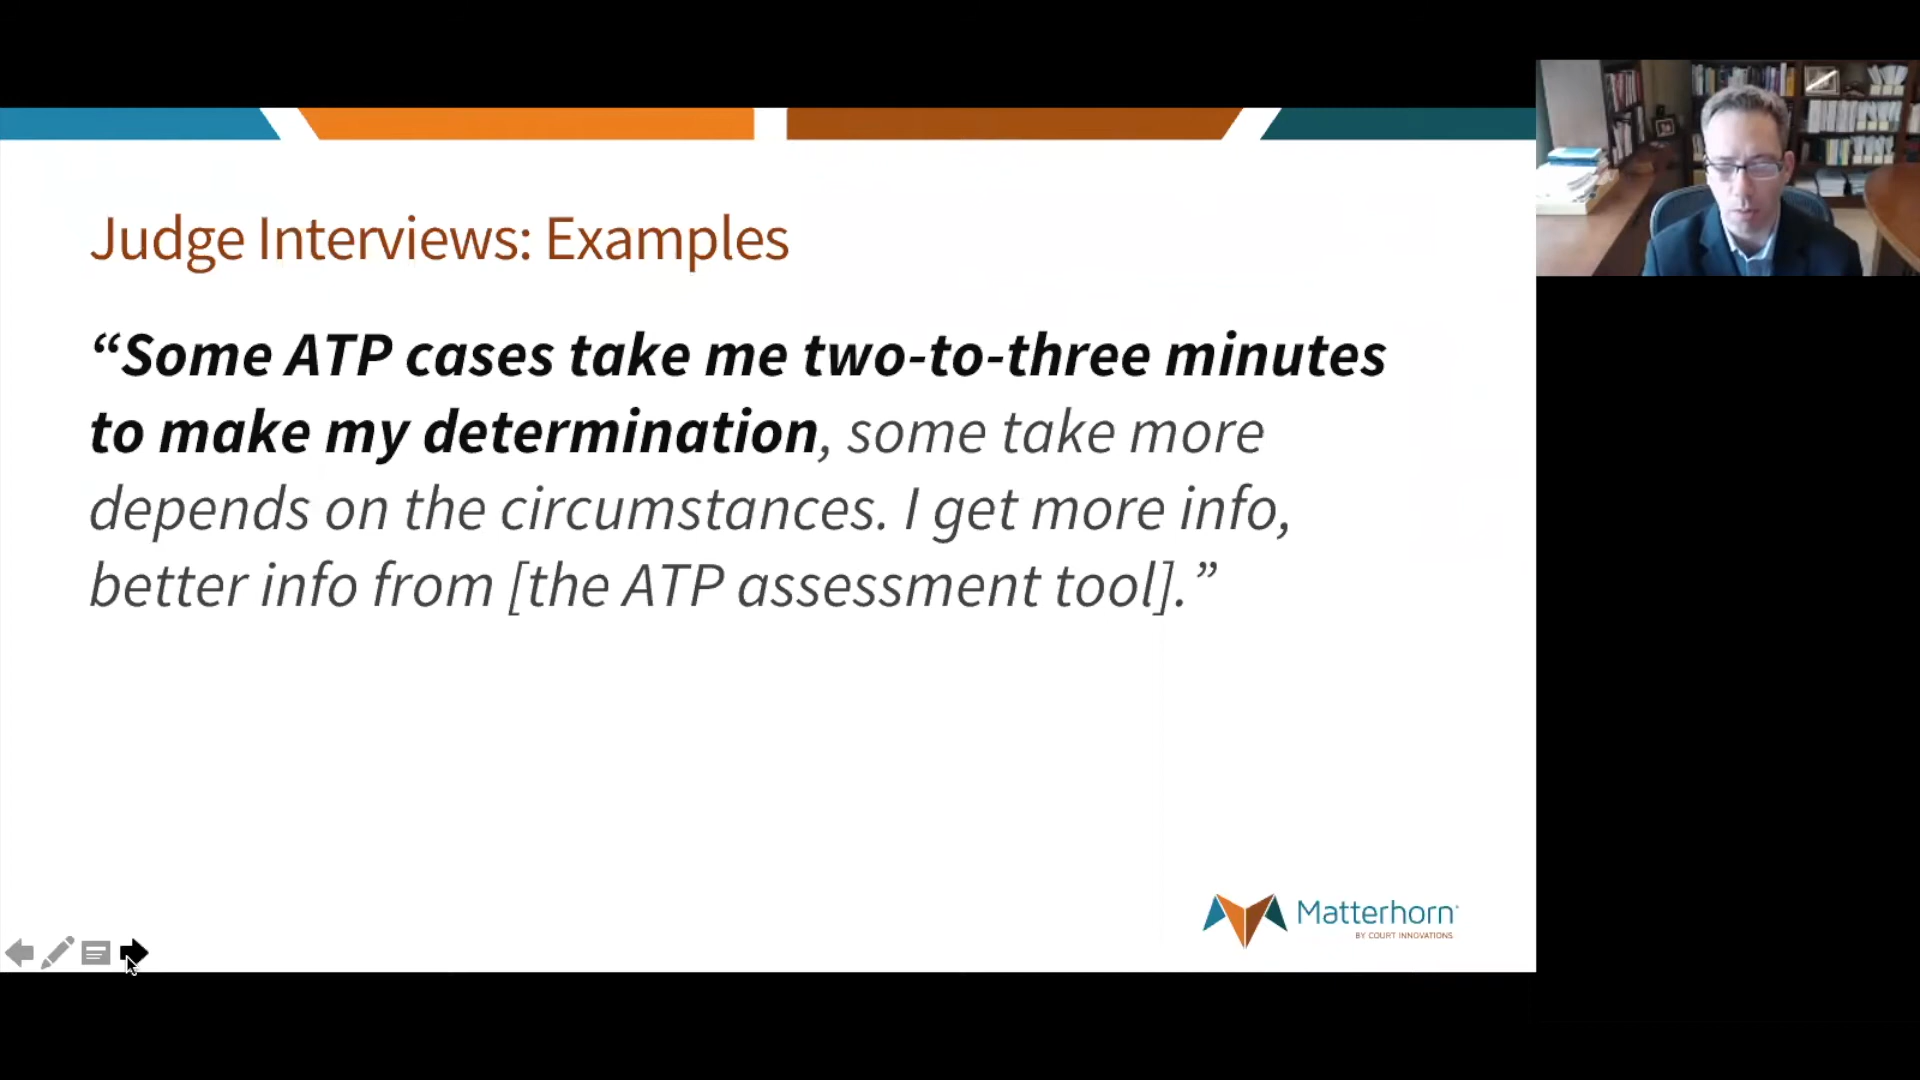 Judge Interviews: Examples
“Some ATP cases take me two-to-three minutes
to make my determination, some take more
depends on the circumstances. I get more info,
better info from [the ATP assessment tool].”
Matterhorn
BY COURT INNOVATIONS